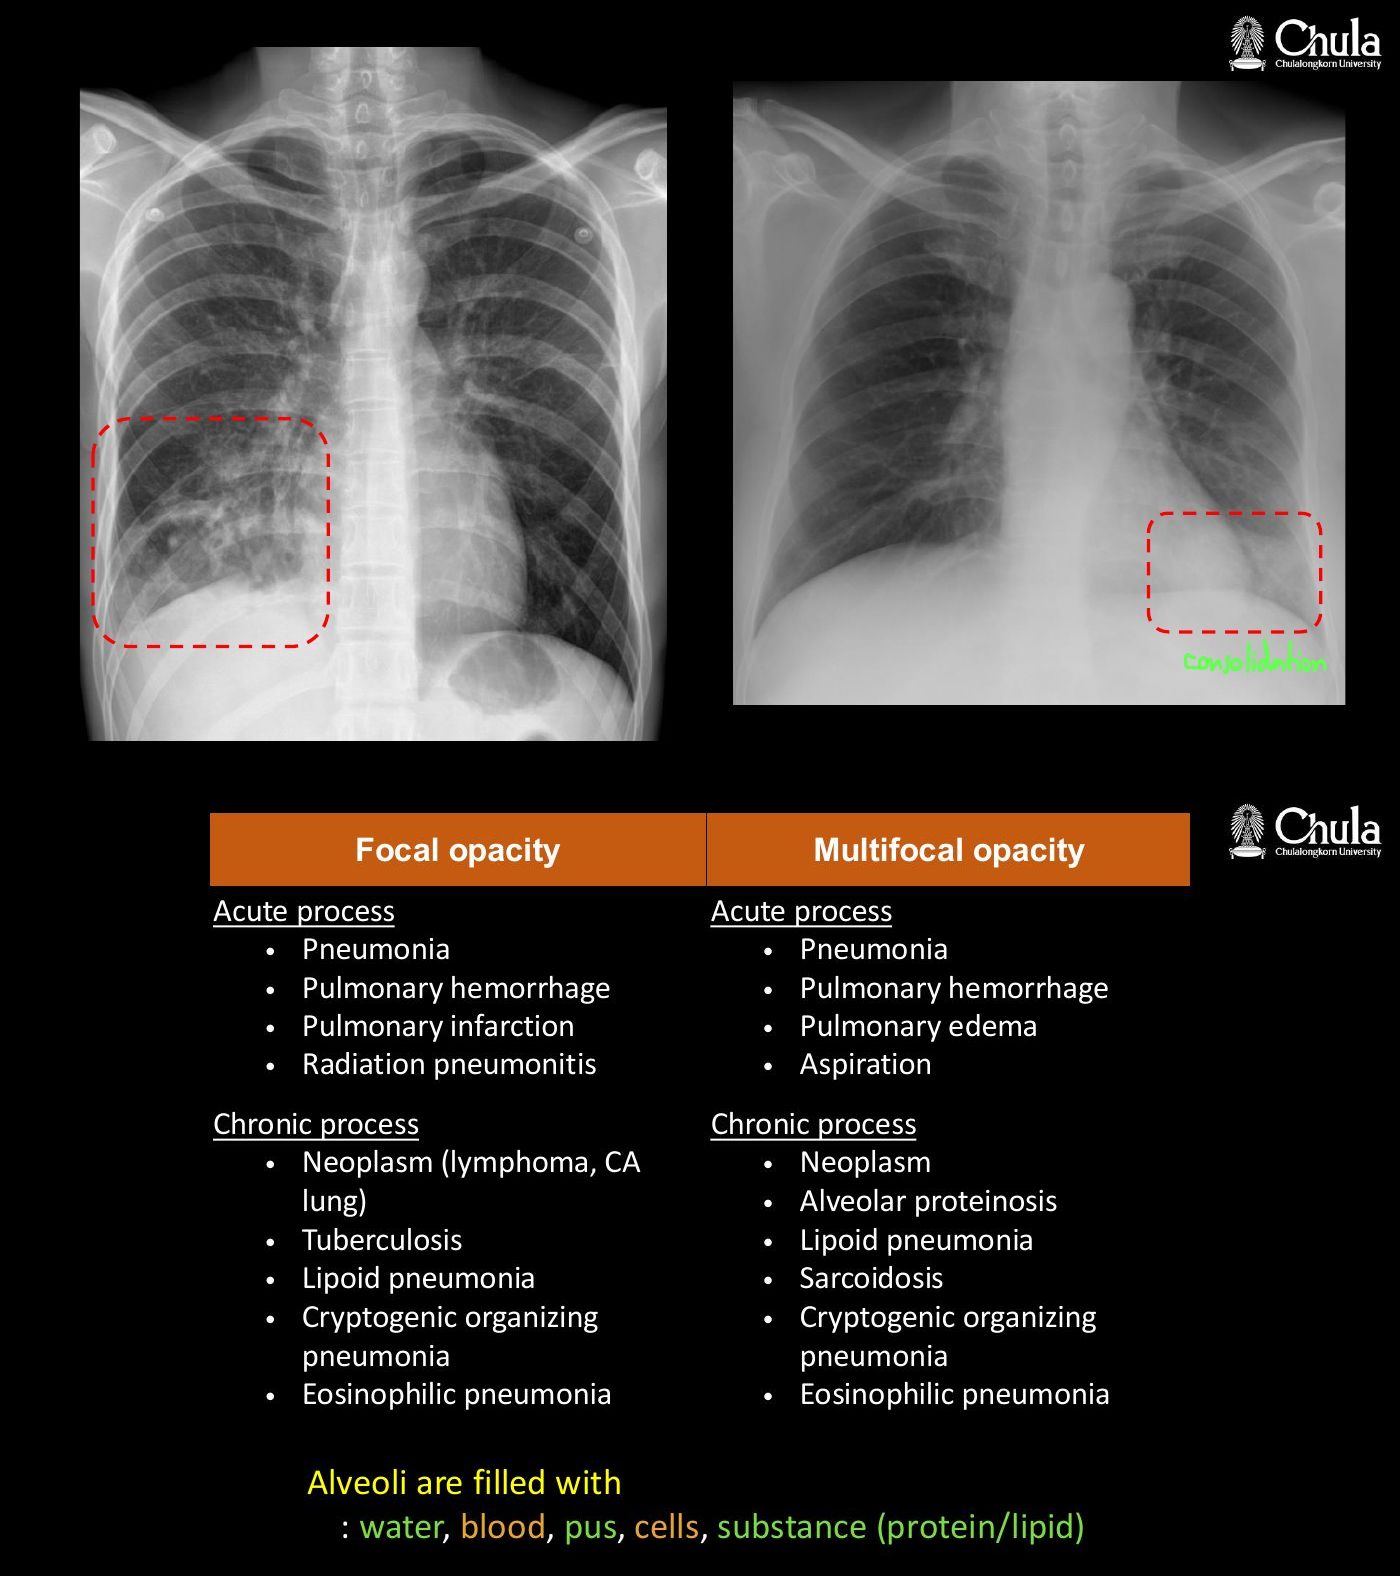 Chula
Chulalongkorn University
consolidation
Focal opacity
Multifocal opacity
Chula
Chulalongkorn University
Acute process
• Pneumonia
• Pulmonary hemorrhage
• Pulmonary infarction
• Radiation pneumonitis
Chronic process
• Neoplasm (lymphoma, CA
lung)
• Tuberculosis
• Lipoid pneumonia
• Cryptogenic organizing
pneumonia
• Eosinophilic pneumonia
Acute process
• Pneumonia
• Pulmonary hemorrhage
• Pulmonary edema
• Aspiration
Chronic process
• Neoplasm
• Alveolar proteinosis
• Lipoid pneumonia
• Sarcoidosis
• Cryptogenic organizing
pneumonia
• Eosinophilic pneumonia
Alveoli are filled with
: water, blood, pus, cells, substance (protein/lipid)